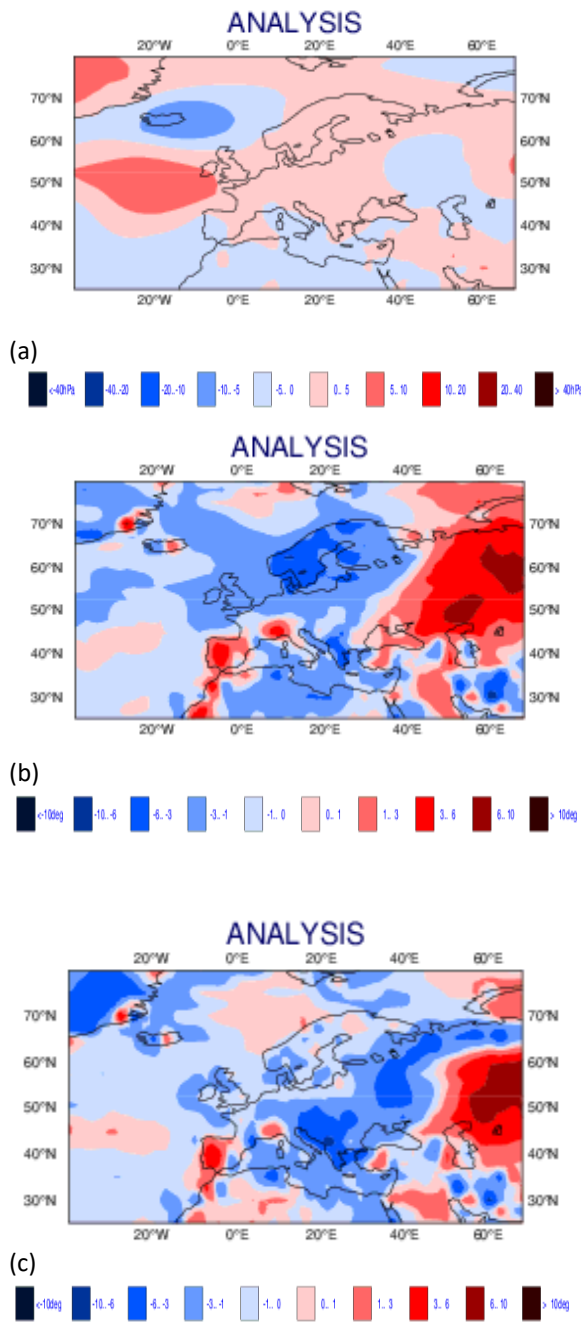 ANALYSIS
20°W 0°E 20°E 40°E 60°E
70°N 70°N
60°N 60°N
50°N 50°N
40°N 40°N
30°N 30°N
20°W 0°E 20°E 40°E 60°E
(a)
<-40hPa -40..-20 -20..-10 -10..-5 -5.. 0 0.. 5 5.. 10 10.. 20 20.. 40 > 40hPa
ANALYSIS
20°W 0°E 20°E 40°E 60°E
70°N 70°N
60°N 60°N
50°N 50°N
40°N 40°N
30°N 30°N
20°W 0°E 20°E 40°E 60°E
(b)
<-10deg -10..-6 -6..-3 -3..-1 -1.. 0 0.. 1 1.. 3 3.. 6 6.. 10 > 10deg
ANALYSIS
20°W 0°E 20°E 40°E 60°E
70°N 70°N
60°N 60°N
50°N 50°N
40°N 40°N
30°N 30°N
20°W 0°E 20°E 40°E 60°E
(c)
<-10deg -10..-6 -6..-3 -3..-1 -1.. 0 0.. 1 1.. 3 3.. 6 6.. 10 > 10deg